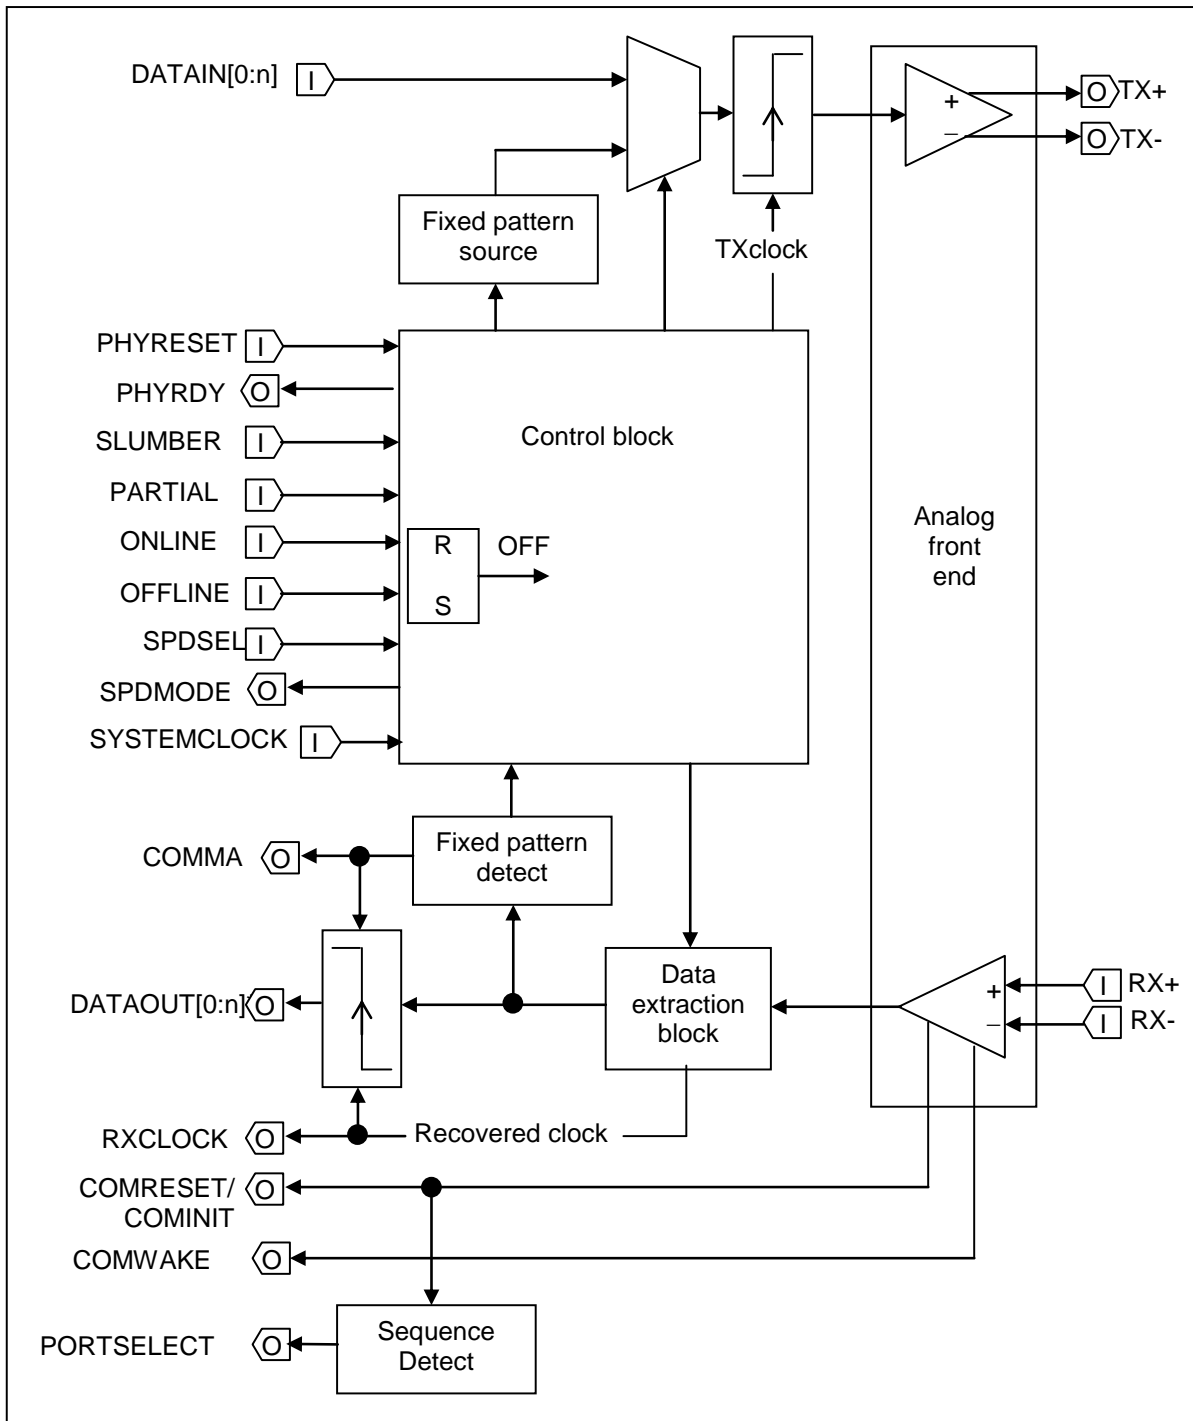 DATAIN[0:n] I
+
−
O TX+
O TX-
Fixed pattern
source
TXclock
PHYRESET I
PHYRDY O
SLUMBER I
PARTIAL I
ONLINE I
OFFLINE I
SPDSEL I
SPDMODE O
SYSTEMCLOCK I
Control block
R
S
OFF
Analog
front
end
COMMA O
Fixed pattern
detect
DATAOUT[0:n] O
Data
extraction
block
+
−
I RX+
I RX-
RXCLOCK O
Recovered clock
COMRESET/
COMINIT
O
COMWAKE O
PORTSELECT O
Sequence
Detect